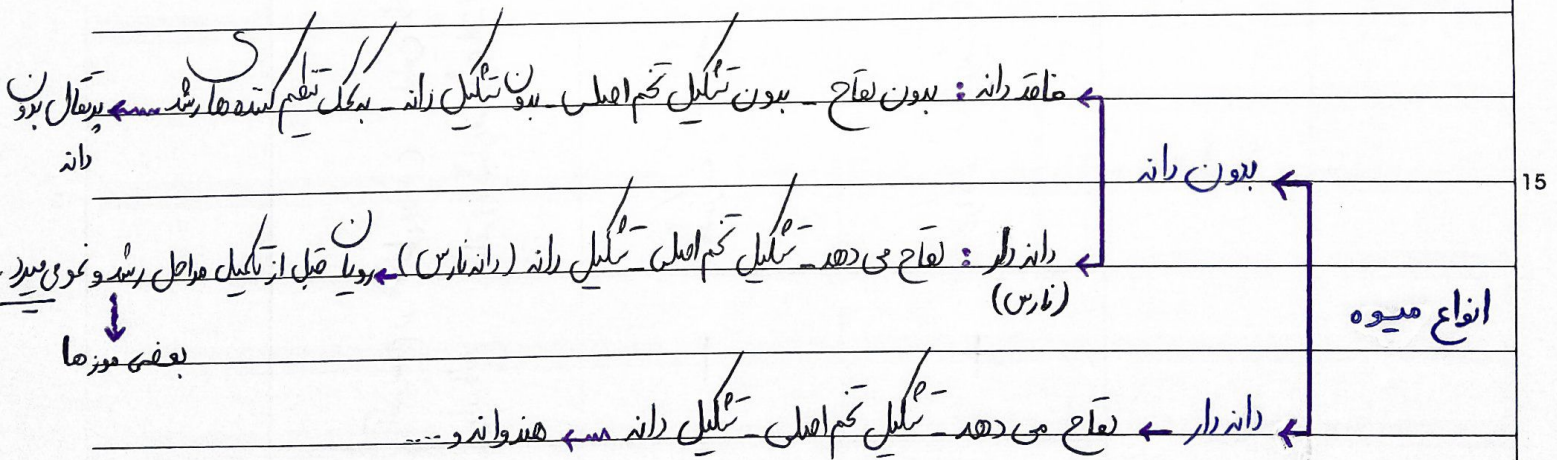 فاقد دانه : بدون لقاح – بدون تشکیل تخم اصلی – بدون تشکیل دانه – به کمک تنظیم کننده های رشد ← پرتقال بدون
دانه
بدون دانه
15
دانه دار : لقاح می دهد – تشکیل تخم اصلی – تشکیل دانه (دانه نارس) ← رویان قبل از تکمیل مراحل رشد و نمو می میرد.
(نارس)
انواع میوه
بعضی موزها
دانه دار ← لقاح می دهد – تشکیل تخم اصلی – تشکیل دانه ← هندوانه و ....